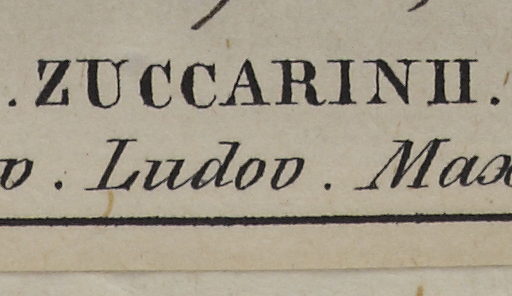 . ZUCCARINII.
v. Ludov. Max